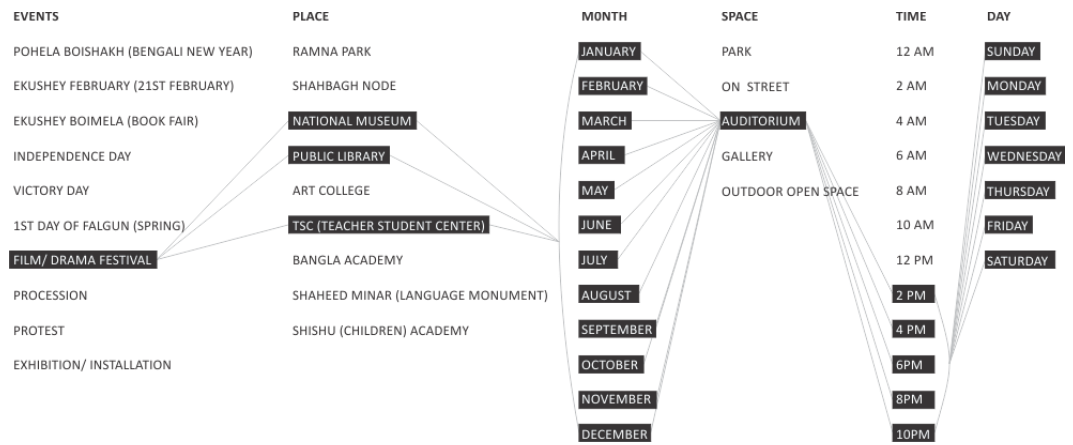 EVENTS PLACE M0NTH SPACE TIME DAY
POHELA BOISHAKH (BENGALI NEW YEAR) RAMNA PARK JANUARY PARK 12 AM SUNDAY
EKUSHEY FEBRUARY (21ST FEBRUARY) SHAHBAGH NODE FEBRUARY ON STREET 2 AM MONDAY
EKUSHEY BOIMELA (BOOK FAIR) NATIONAL MUSEUM MARCH AUDITORIUM 4 AM TUESDAY
INDEPENDENCE DAY PUBLIC LIBRARY APRIL GALLERY 6 AM WEDNESDAY
VICTORY DAY ART COLLEGE MAY OUTDOOR OPEN SPACE 8 AM THURSDAY
1ST DAY OF FALGUN (SPRING) TSC (TEACHER STUDENT CENTER) JUNE 10 AM FRIDAY
FILM/ DRAMA FESTIVAL BANGLA ACADEMY JULY 12 PM SATURDAY
PROCESSION SHAHEED MINAR (LANGUAGE MONUMENT) AUGUST 2 PM
PROTEST SHISHU (CHILDREN) ACADEMY SEPTEMBER 4 PM
EXHIBITION/ INSTALLATION OCTOBER 6PM
NOVEMBER 8PM
DECEMBER 10PM